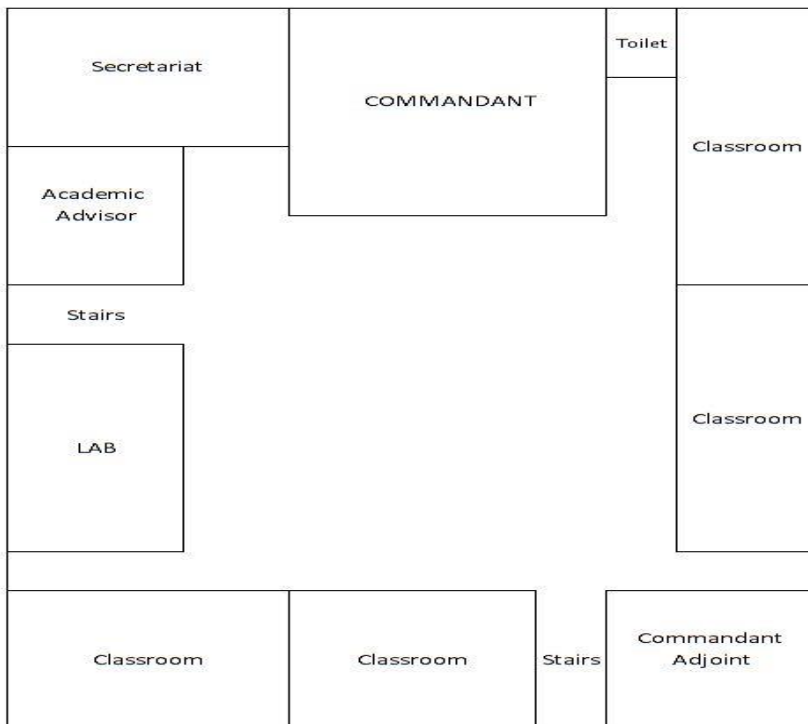 Toilet
Secretariat
COMMANDANT
Classroom
Academic
Advisor
Stairs
Classroom
LAB
Commandant
Adjoint
Classroom
Classroom
Stairs